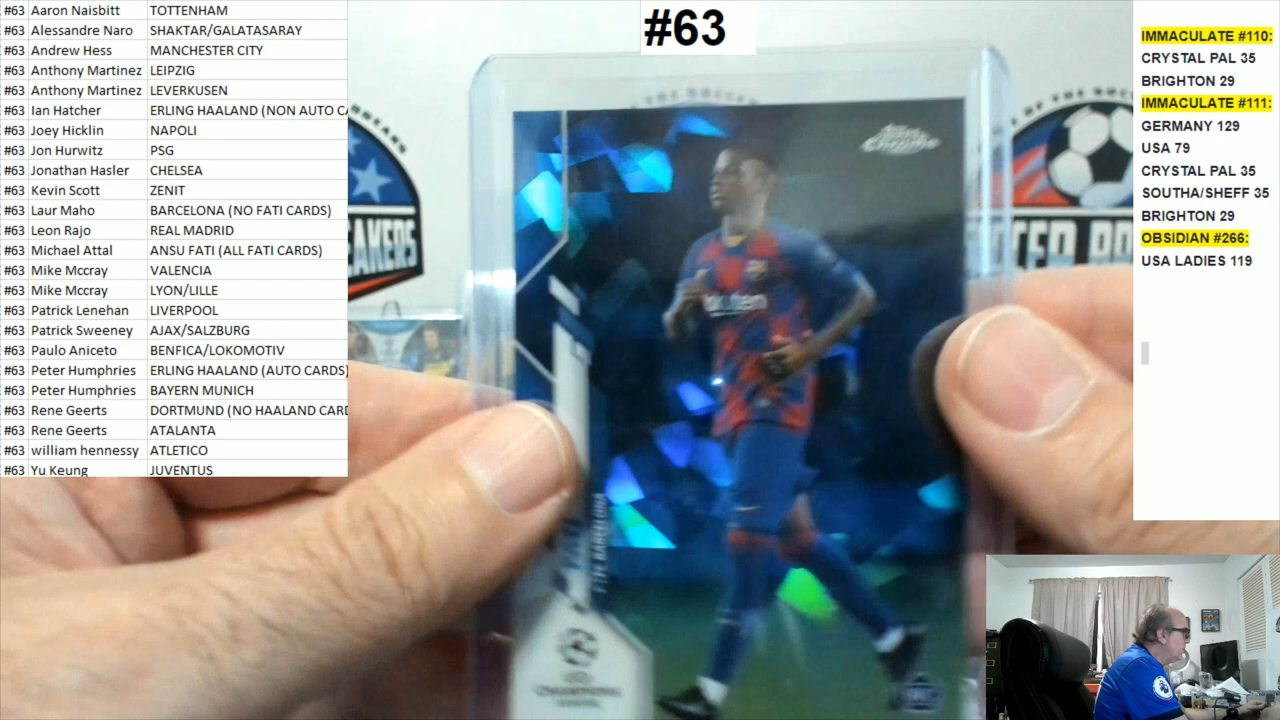 #63 Aaron Naisbitt TOTTENHAM
#63 Alessandre Naro SHAKTAR/GALATASARAY
#63 Andrew Hess MANCHESTER CITY
#63 Anthony Martinez LEIPZIG
#63 Anthony Martinez LEVERKUSEN
#63 Ian Hatcher ERLING HAALAND (NON AUTO CA
#63 Joey Hicklin NAPOLI
#63 Jon Hurwitz PSG
#63 Jonathan Hasler CHELSEA
#63 Kevin Scott ZENIT
#63 Laur Maho BARCELONA (NO FATI CARDS)
#63 Leon Rajo REAL MADRID
#63 Michael Attal ANSU FATI (ALL FATI CARDS)
#63 Mike Mccray VALENCIA
#63 Mike Mccray LYON/LILLE
#63 Patrick Lenehan LIVERPOOL
#63 Patrick Sweeney AJAX/SALZBURG
#63 Paulo Aniceto BENFICA/LOKOMOTIV
#63 Peter Humphries ERLING HAALAND (AUTO CARDS)
#63 Peter Humphries BAYERN MUNICH
#63 Rene Geerts DORTMUND (NO HAALAND CARD
#63 Rene Geerts ATALANTA
#63 william hennessy ATLETICO
#63 Yu Keung JUVENTUS
#63
Topps
Chrome
Rakuten
FC BARCELONA
CHAMPIONS
LEAGUE
IMMACULATE #110:
CRYSTAL PAL 35
BRIGHTON 29
IMMACULATE #111:
GERMANY 129
USA 79
CRYSTAL PAL 35
SOUTHA/SHEFF 35
BRIGHTON 29
OBSIDIAN #266:
USA LADIES 119